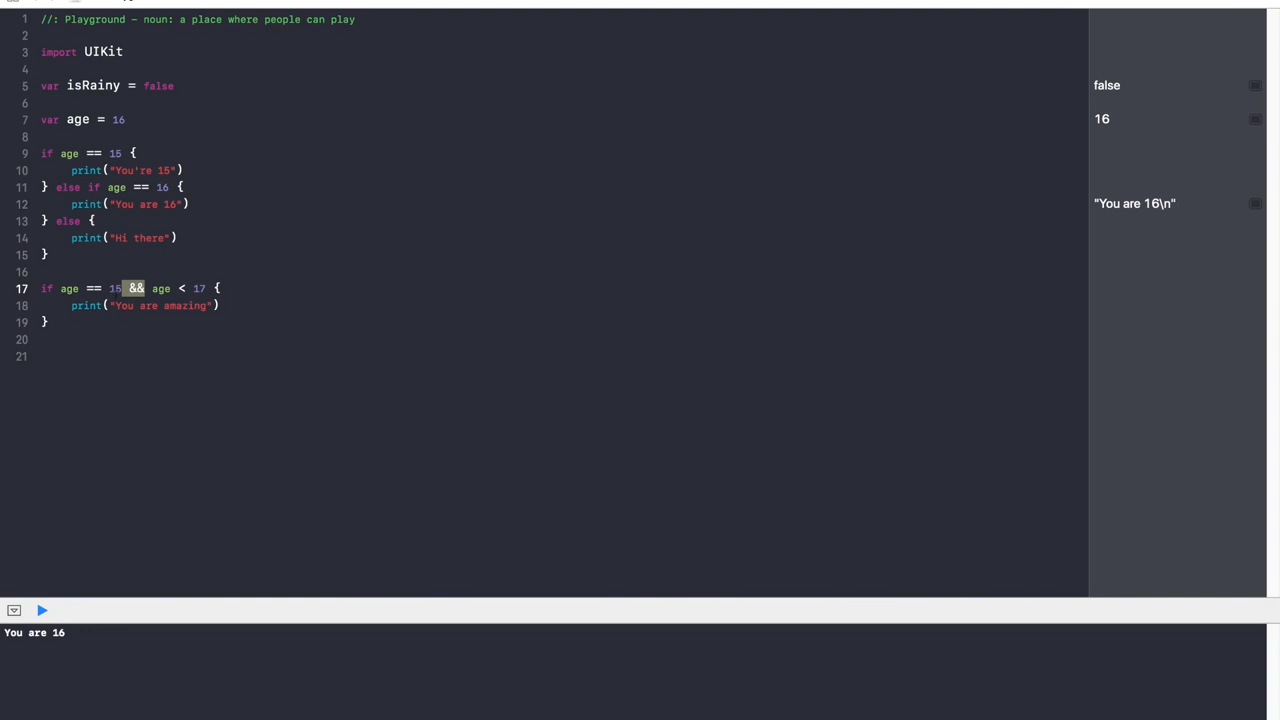 1 //: Playground - noun: a place where people can play
2
3 import UIKit
4
5 var isRainy = false
false
6
7 var age = 16
16
8
9 if age == 15 {
10 print("You're 15")
11 } else if age == 16 {
12 print("You are 16")
"You are 16\n"
13 } else {
14 print("Hi there")
15 }
16
17 if age == 15 && age < 17 {
18 print("You are amazing")
19 }
20
21
You are 16